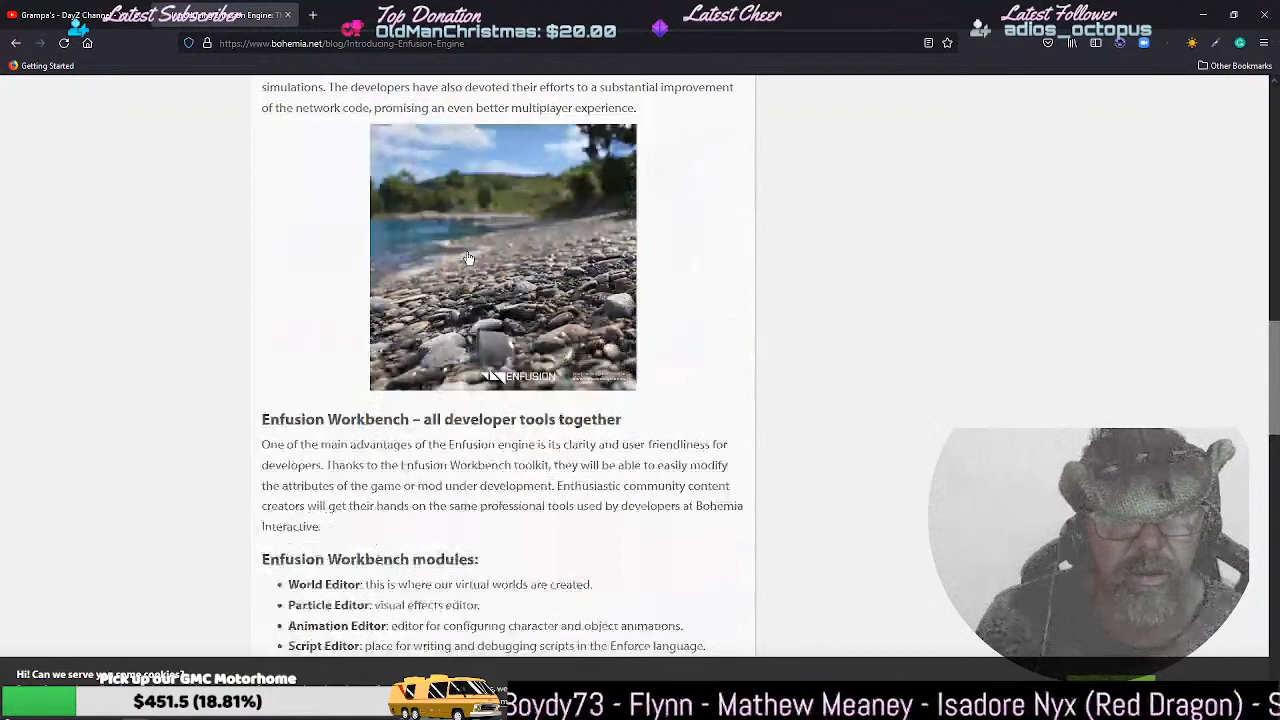 Grampa's - DayZ Chan
Latest Subscriber
Engine: T
Top Donation
OldManChristmas: $20.00
Latest Cheer
Latest Follower
adios_octopus
https://www.bohemia.net/blog/Introducing-Enfusion-Engine
Getting Started
Other Bookmarks
simulations. The developers have also devoted their efforts to a substantial improvement
of the network code, promising an even better multiplayer experience.
ENFUSION
Enfusion Workbench – all developer tools together
One of the main advantages of the Enfusion engine is its clarity and user friendliness for
developers. Thanks to the Enfusion Workbench toolkit, they will be able to easily modify
the attributes of the game or mod under development. Enthusiastic community content
creators will get their hands on the same professional tools used by developers at Bohemia
Interactive.
Enfusion Workbench modules:
• World Editor: this is where our virtual worlds are created.
• Particle Editor: visual effects editor.
• Animation Editor: editor for configuring character and object animations.
• Script Editor: place for writing and debugging scripts in the Enforce language.
Hi! Can we serve you some cookies?
Pick up our GMC Motorhome
$451.5 (18.81%)
Boydy73 - Flynn - Mathew Meaney - Isadore Nyx (Red Dragon) - S